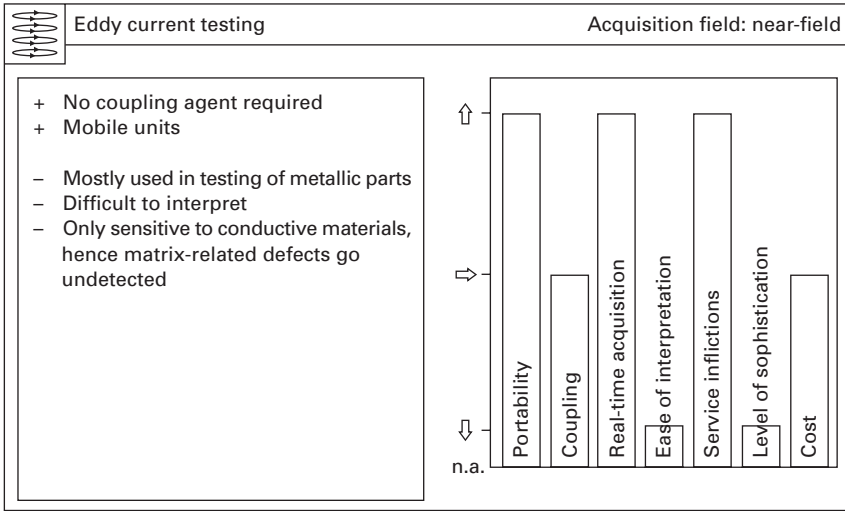 Eddy current testing
Acquisition field: near-field
+ No coupling agent required
+ Mobile units
– Mostly used in testing of metallic parts
– Difficult to interpret
– Only sensitive to conductive materials,
hence matrix-related defects go
undetected
n.a.
Portability
Coupling
Real-time acquisition
Ease of interpretation
Service inflictions
Level of sophistication
Cost